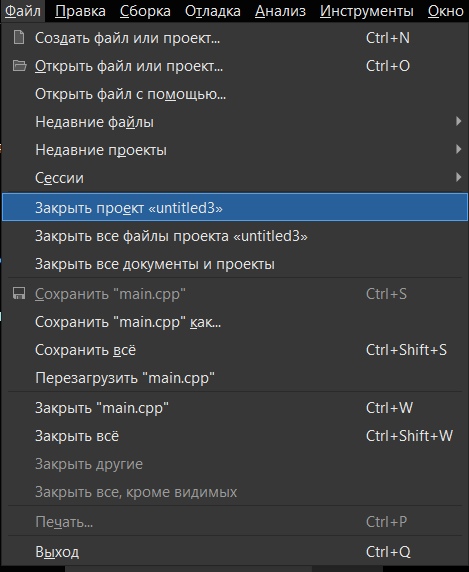 Файл Правка Сборка Отладка Анализ Инструменты Окно
Создать файл или проект... Ctrl+N
Открыть файл или проект... Ctrl+O
Открыть файл с помощью...
Недавние файлы
Недавние проекты
Сессии
Закрыть проект «untitled3»
Закрыть все файлы проекта «untitled3»
Закрыть все документы и проекты
Сохранить "main.cpp" Ctrl+S
Сохранить "main.cpp" как...
Сохранить всё Ctrl+Shift+S
Перезагрузить "main.cpp"
Закрыть "main.cpp" Ctrl+W
Закрыть всё Ctrl+Shift+W
Закрыть другие
Закрыть все, кроме видимых
Печать... Ctrl+P
Выход Ctrl+Q